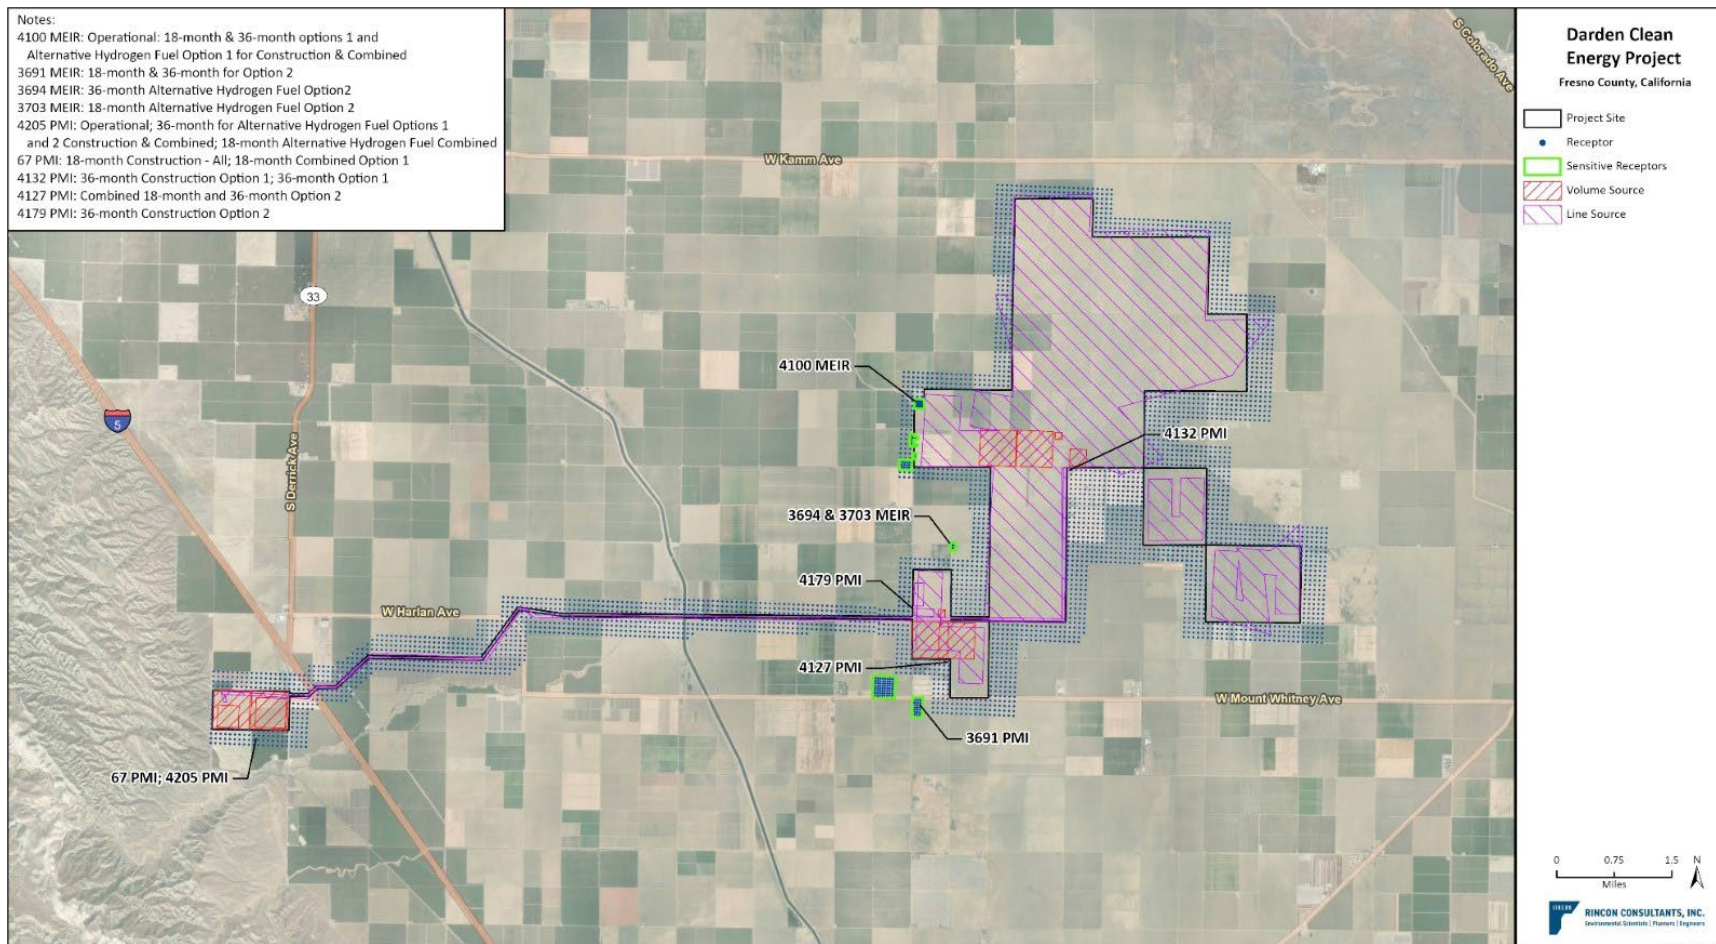 Notes:
4100 MEIR: Operational: 18-month & 36-month options 1 and
Alternative Hydrogen Fuel Option 1 for Construction & Combined
3691 MEIR: 18-month & 36-month for Option 2
3694 MEIR: 36-month Alternative Hydrogen Fuel Option2
3703 MEIR: 18-month Alternative Hydrogen Fuel Option 2
4205 PMI: Operational; 36-month for Alternative Hydrogen Fuel Options 1
and 2 Construction & Combined; 18-month Alternative Hydrogen Fuel Combined
67 PMI: 18-month Construction - All; 18-month Combined Option 1
4132 PMI: 36-month Construction Option 1; 36-month Option 1
4127 PMI: Combined 18-month and 36-month Option 2
4179 PMI: 36-month Construction Option 2
S Colorado Ave
W Kamm Ave
33
5
S Derrick Ave
4100 MEIR
4132 PMI
3694 & 3703 MEIR
4179 PMI
W Harlan Ave
4127 PMI
W Mount Whitney Ave
3691 PMI
67 PMI; 4205 PMI
Darden Clean
Energy Project
Fresno County, California
Project Site
Receptor
Sensitive Receptors
Volume Source
Line Source
0 0.75 1.5 N
Miles
RINCON
RINCON CONSULTANTS, INC.
Environmental Scientists | Planners | Engineers